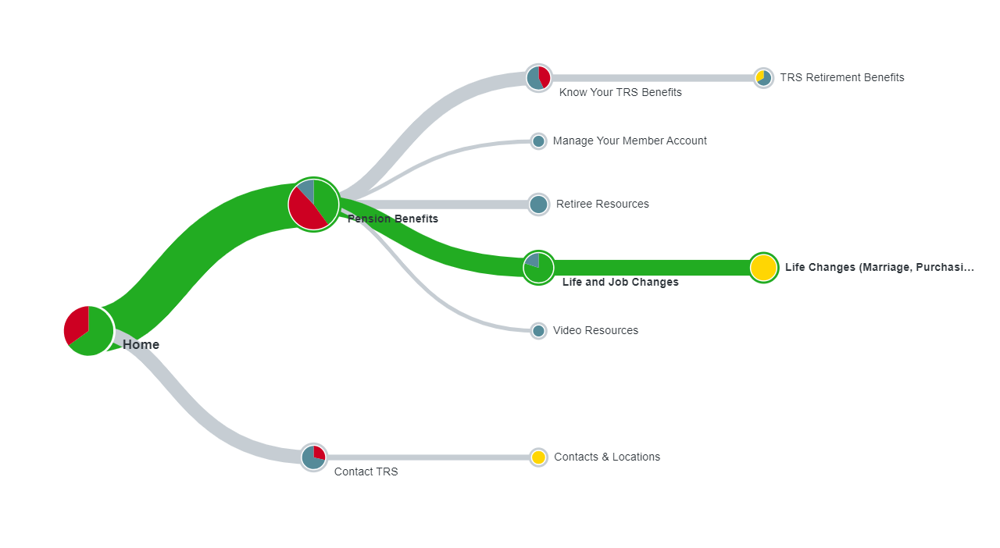 TRS Retirement Benefits
Know Your TRS Benefits
Manage Your Member Account
Retiree Resources
Pension Benefits
Life Changes (Marriage, Purchasi…
Life and Job Changes
Video Resources
Home
Contacts & Locations
Contact TRS